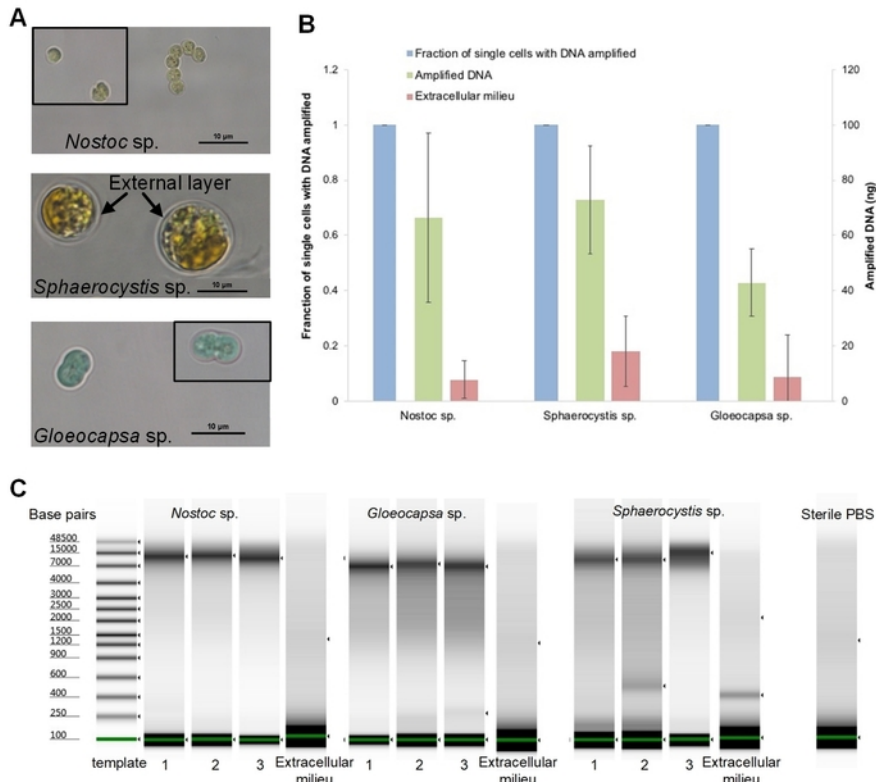 A
Nostoc sp.
10 μm
External layer
Sphaerocystis sp.
10 μm
Gloeocapsa sp.
10 μm
B
Fraction of single cells with DNA amplified
Amplified DNA
Extracellular milieu
Franction of single cells with DNA amplified
1.2
1
0.8
0.6
0.4
0.2
0
120
100
80
60
40
20
0
Amplified DNA (ng)
Nostoc sp. Sphaerocystis sp. Gloeocapsa sp.
C
Base pairs Nostoc sp. Gloeocapsa sp. Sphaerocystis sp. Sterile PBS
48500
15000
7000
4000
3000
2500
2000
1500
1200
900
600
400
250
100
template 1 2 3 Extracellular 1 2 3 Extracellular 1 2 3 Extracellular
milieu milieu milieu